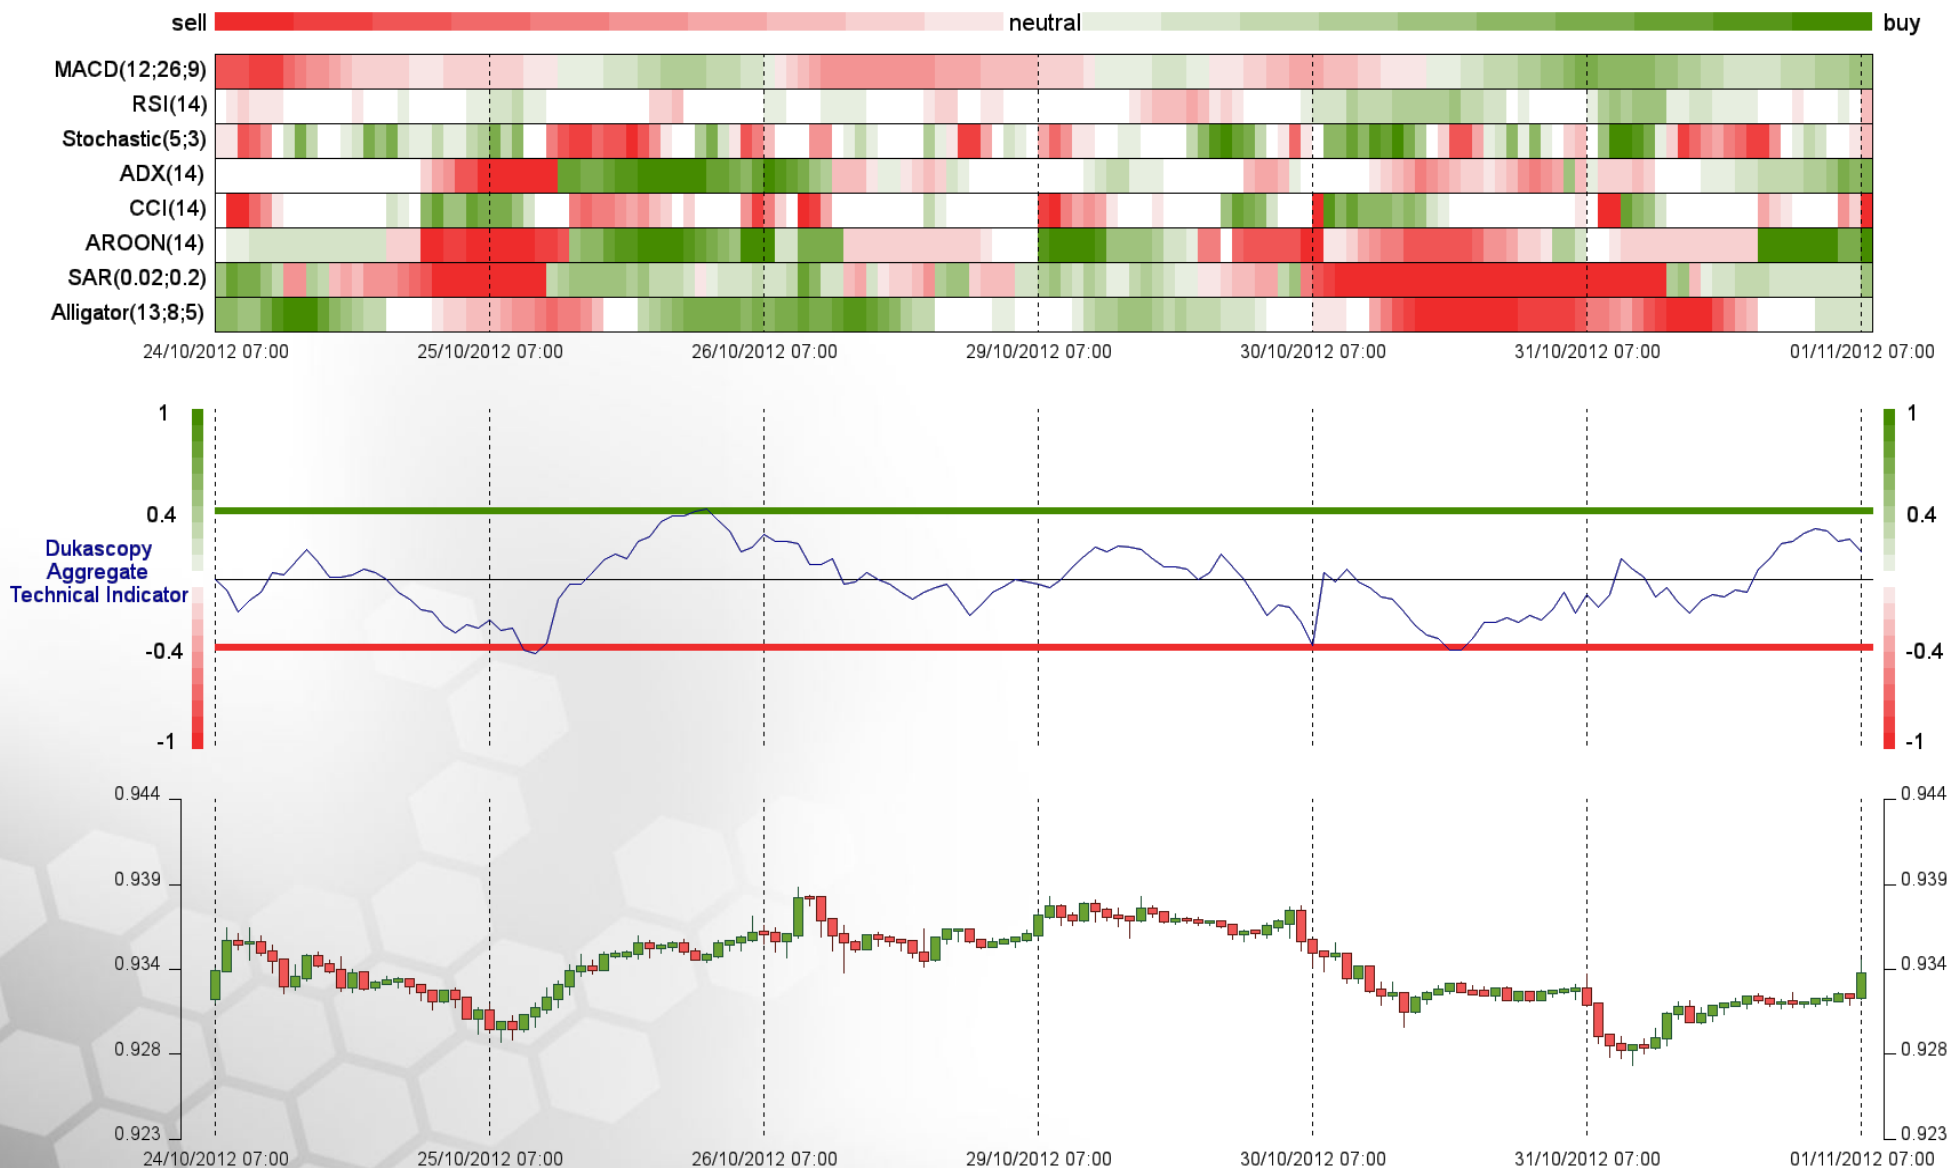 sell neutral buy
MACD(12;26;9)
RSI(14)
Stochastic(5;3)
ADX(14)
CCI(14)
AROON(14)
SAR(0.02;0.2)
Alligator(13;8;5)
24/10/2012 07:00 25/10/2012 07:00 26/10/2012 07:00 29/10/2012 07:00 30/10/2012 07:00 31/10/2012 07:00 01/11/2012 07:00
1 1
0.4 0.4
Dukascopy
Aggregate
Technical Indicator
-0.4 -0.4
-1 -1
0.944 0.944
0.939 0.939
0.934 0.934
0.928 0.928
0.923 0.923
24/10/2012 07:00 25/10/2012 07:00 26/10/2012 07:00 29/10/2012 07:00 30/10/2012 07:00 31/10/2012 07:00 01/11/2012 07:00